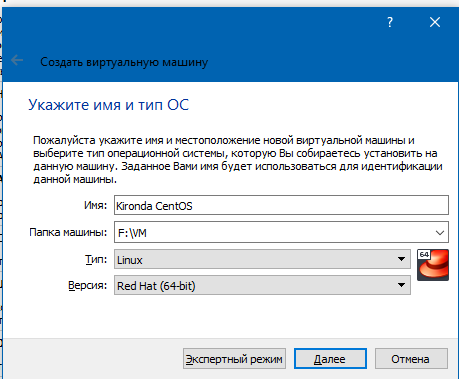 ?
Создать виртуальную машину
Укажите имя и тип ОС
Пожалуйста укажите имя и местоположение новой виртуальной машины и
выберите тип операционной системы, которую Вы собираетесь установить на
данную машину. Заданное Вами имя будет использоваться для идентификации
данной машины.
Имя: Kironda CentOS
Папка машины: F:\VM
Тип: Linux
64
Версия: Red Hat (64-bit)
Экспертный режим Далее Отмена